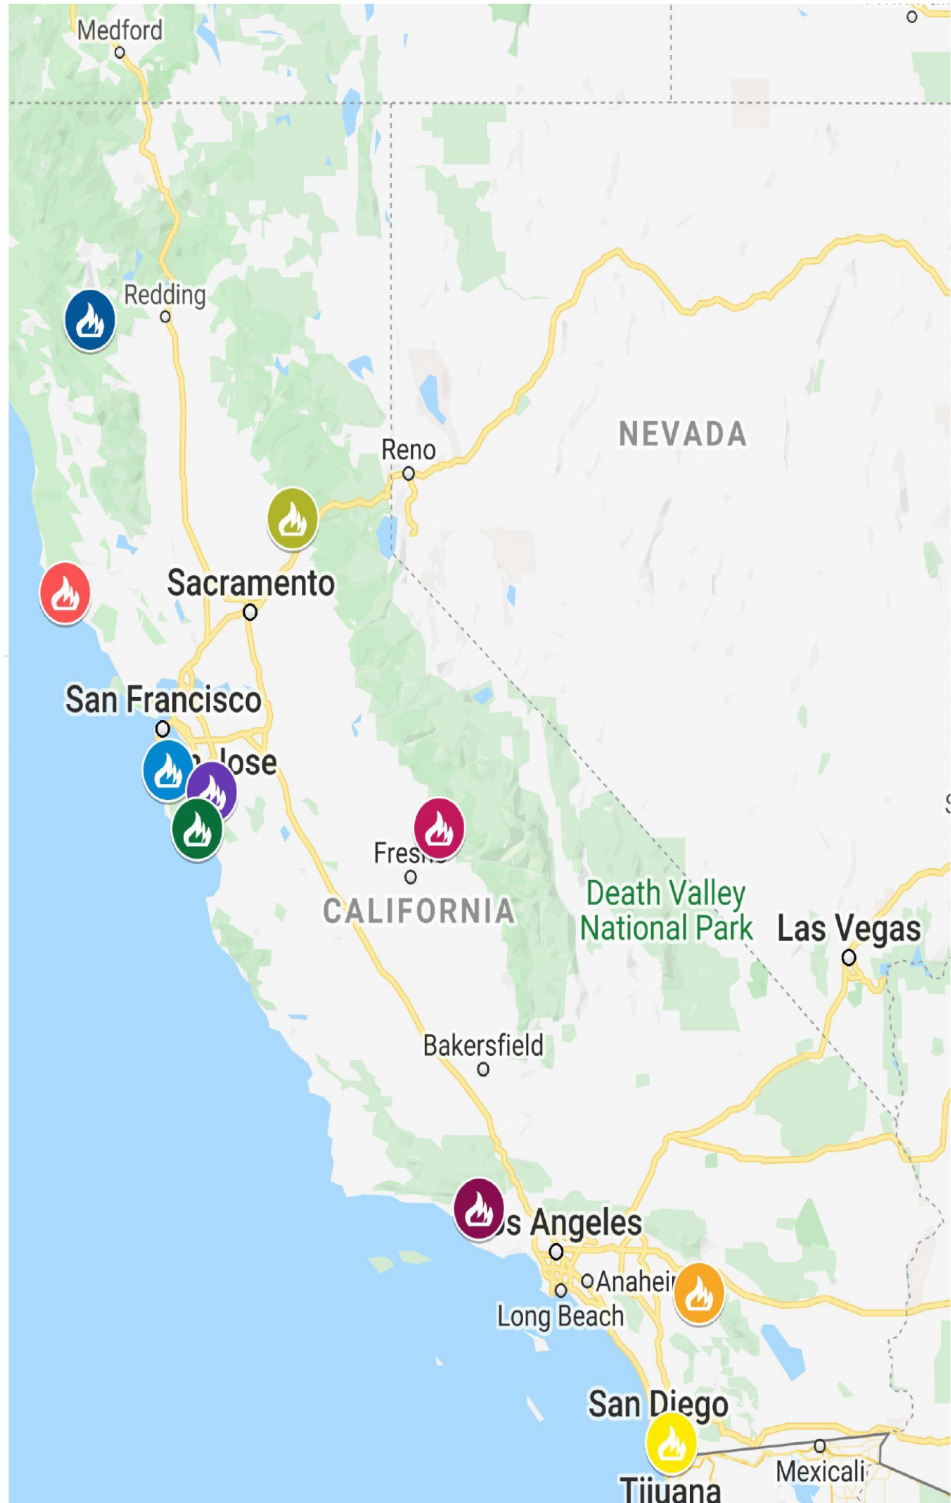 Medford
Redding
Reno
NEVADA
Sacramento
San Francisco
Jose
CALIFORNIA
Death Valley
National Park
Las Vegas
Bakersfield
Angeles
Long Beach
San Diego
Mexicali
Tijuana